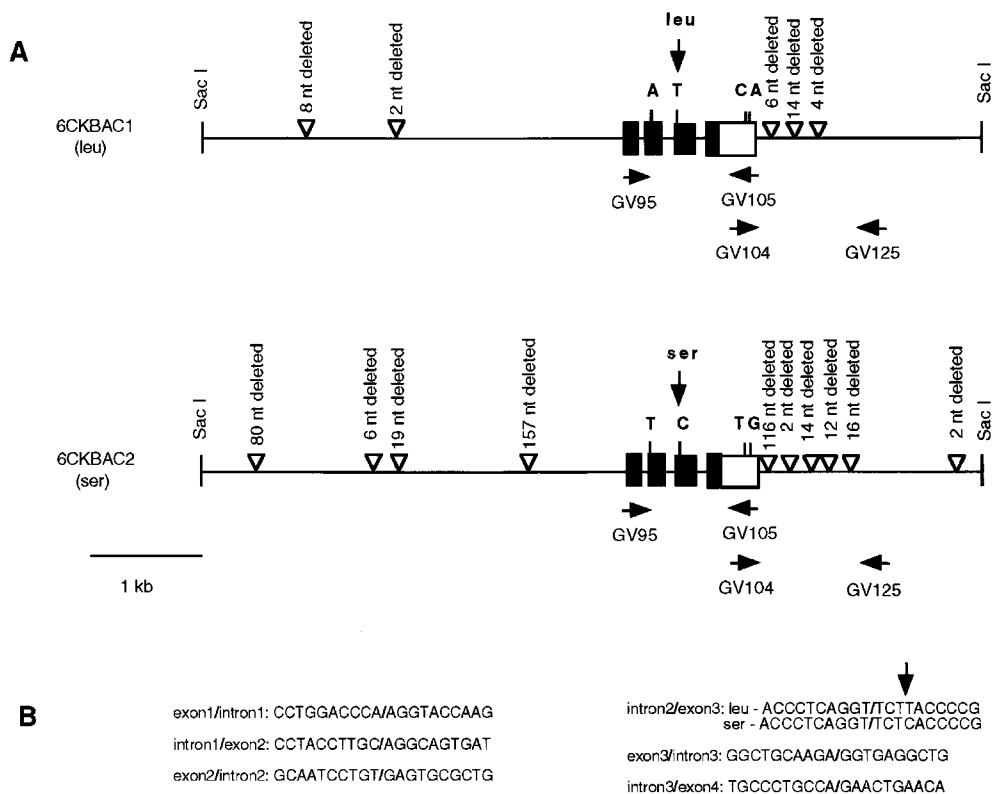 A
leu
Sac I
8 nt deleted
2 nt deleted
A T CA
6 nt deleted
14 nt deleted
4 nt deleted
Sac I
6CKBAC1
(leu)
GV95
GV105
GV104
GV125
ser
Sac I
80 nt deleted
6 nt deleted
19 nt deleted
157 nt deleted
T C TG
116 nt deleted
2 nt deleted
14 nt deleted
12 nt deleted
16 nt deleted
2 nt deleted
Sac I
6CKBAC2
(ser)
GV95
GV105
GV104
GV125
1 kb
B
exon1/intron1: CCTGGACCCA/AGGTACCAAG
intron1/exon2: CCTACCTTGC/AGGCAGTGAT
exon2/intron2: GCAATCCTGT/GAGTGCGCTG
intron2/exon3: leu - ACCCTCAGGT/TCTTACCCCG
ser - ACCCTCAGGT/TCTCACCCCG
exon3/intron3: GGCTGCAAGA/GGTGAGGCTG
intron3/exon4: TGCCCTGCCA/GAACTGAACA